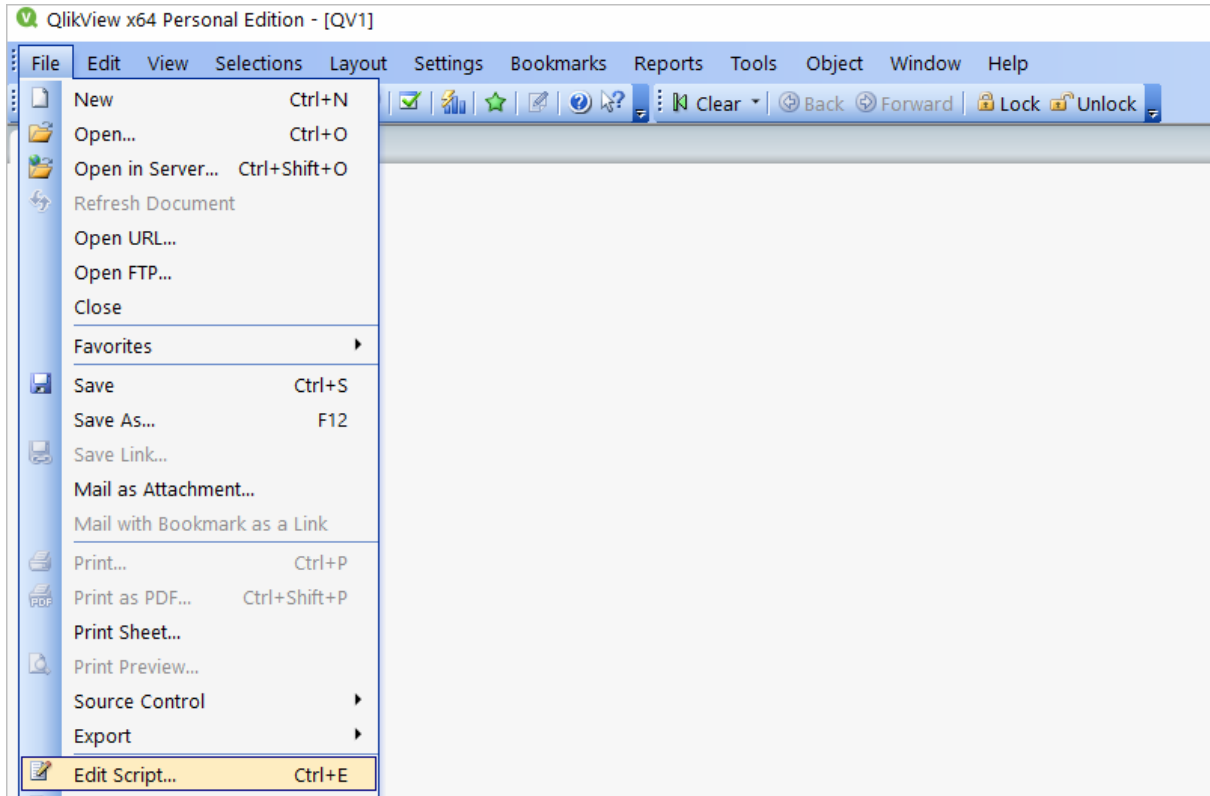 QlikView x64 Personal Edition - [QV1]
File Edit View Selections Layout Settings Bookmarks Reports Tools Object Window Help
Clear Back Forward Lock Unlock
New Ctrl+N
Open... Ctrl+O
Open in Server... Ctrl+Shift+O
Refresh Document
Open URL...
Open FTP...
Close
Favorites
Save Ctrl+S
Save As... F12
Save Link...
Mail as Attachment...
Mail with Bookmark as a Link
Print... Ctrl+P
Print as PDF... Ctrl+Shift+P
Print Sheet...
Print Preview...
Source Control
Export
Edit Script... Ctrl+E